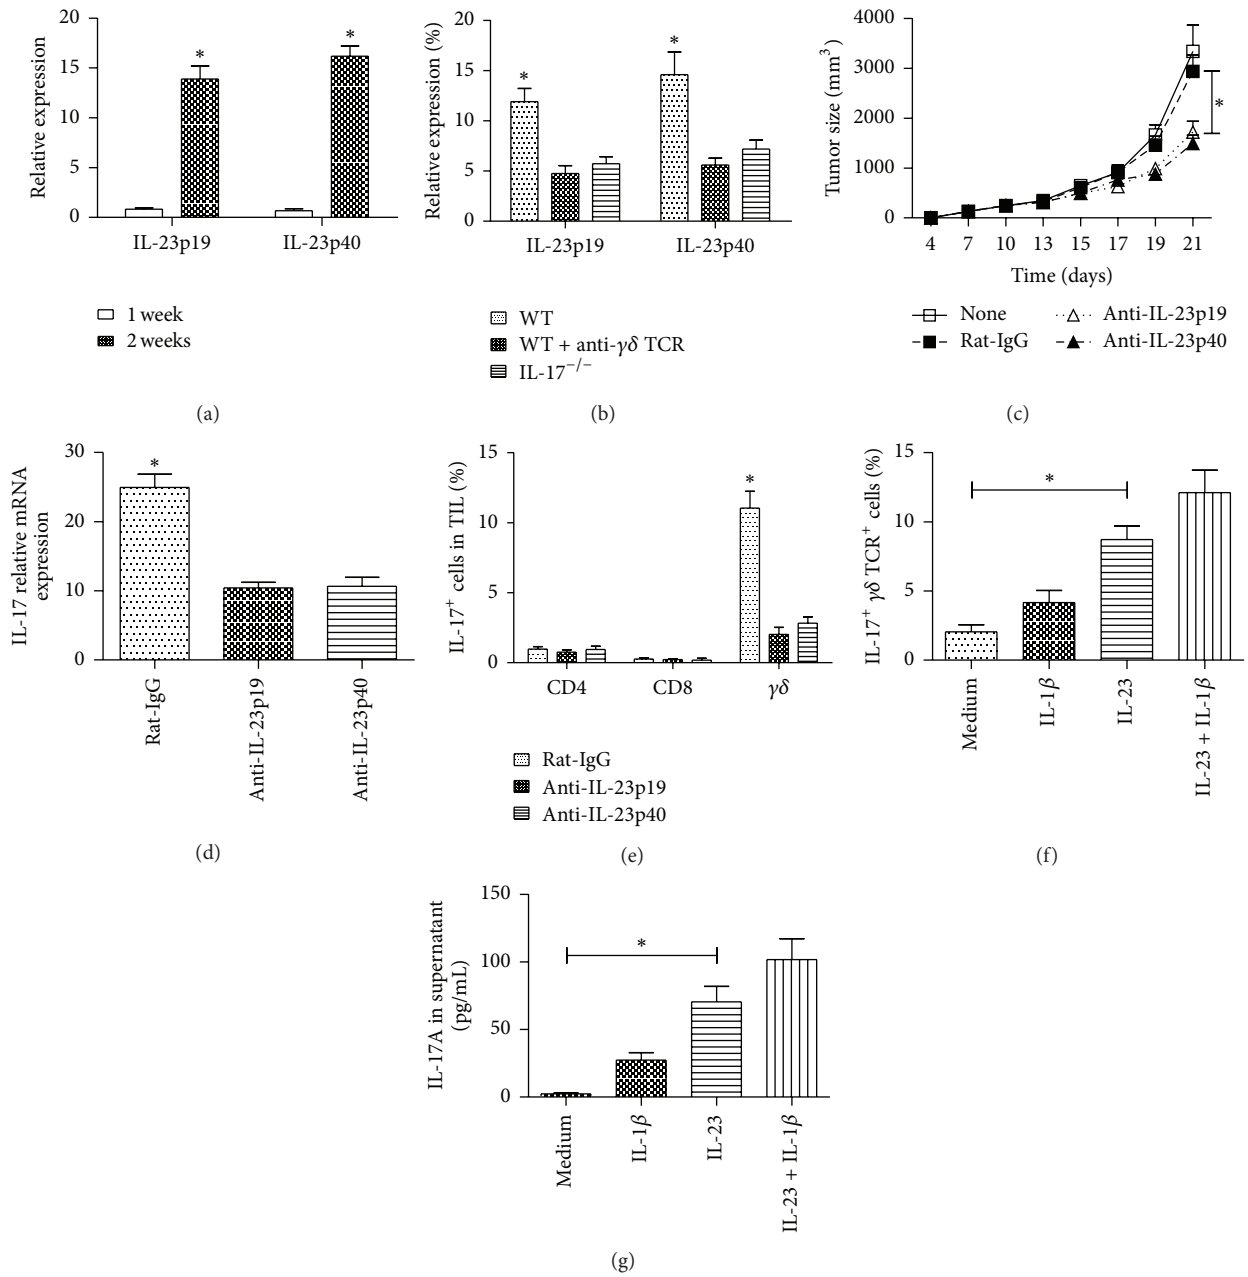 Relative expression
20
15
10
5
0
*
*
IL-23p19
IL-23p40
1 week
2 weeks
(a)
Relative expression (%)
20
15
10
5
0
*
*
IL-23p19
IL-23p40
WT
WT + anti-γδ TCR
IL-17⁻/⁻
(b)
Tumor size (mm³)
4000
3000
2000
1000
0
*
4 7 10 13 15 17 19 21
Time (days)
None
Rat-IgG
Anti-IL-23p19
Anti-IL-23p40
(c)
IL-17 relative mRNA
expression
30
20
10
0
*
Rat-IgG
Anti-IL-23p19
Anti-IL-23p40
(d)
IL-17⁺ cells in TIL (%)
15
10
5
0
*
CD4
CD8
γδ
Rat-IgG
Anti-IL-23p19
Anti-IL-23p40
(e)
IL-17⁺ γδ TCR⁺ cells (%)
15
10
5
0
*
Medium
IL-1β
IL-23
IL-23 + IL-1β
(f)
IL-17A in supernatant
(pg/mL)
150
100
50
0
*
Medium
IL-1β
IL-23
IL-23 + IL-1β
(g)